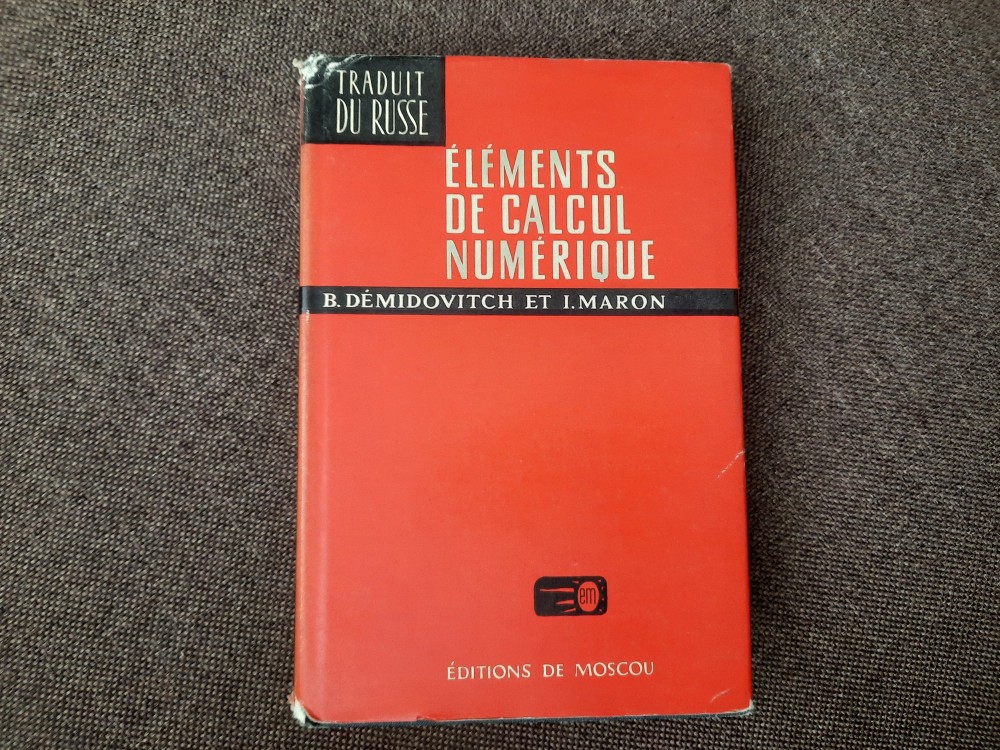 TRADUIT
DU RUSSE
ÉLÉMENTS
DE CALCUL
NUMÉRIQUE
B. DÉMIDOVITCH ET I. MARON
em
ÉDITIONS DE MOSCOU